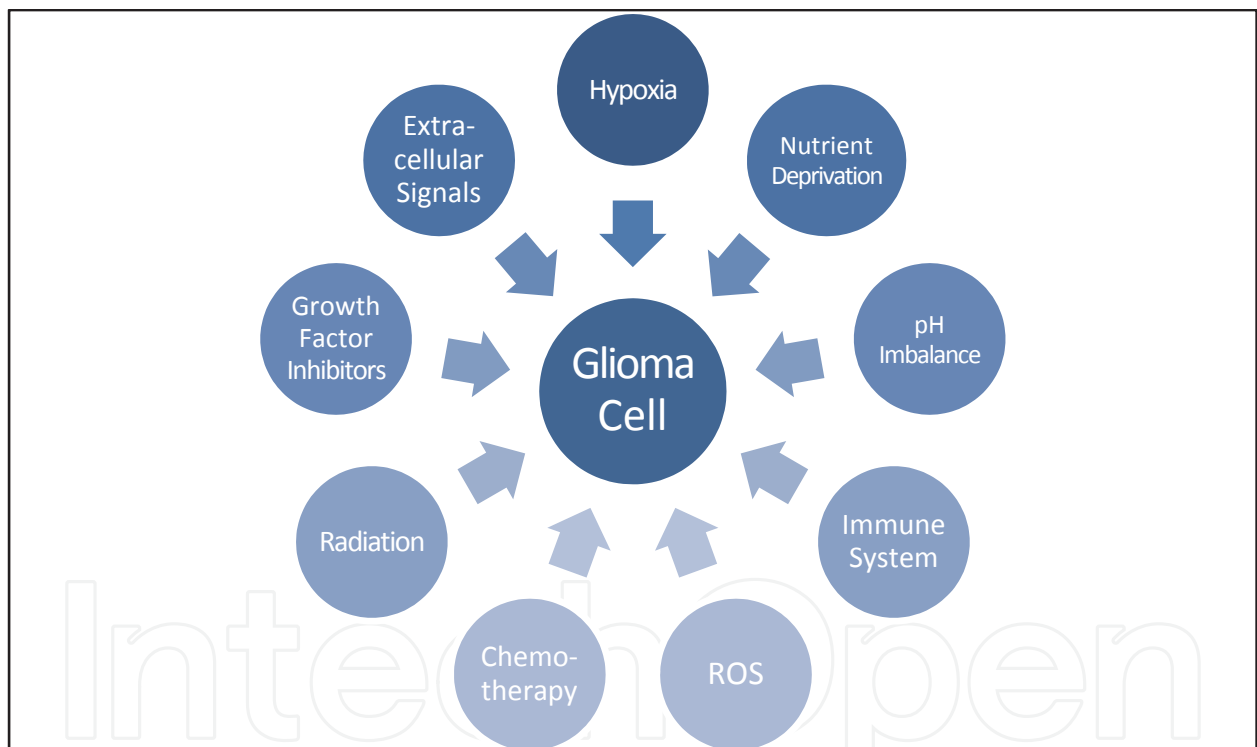 Hypoxia
Extra-
cellular
Signals
Nutrient
Deprivation
Growth
Factor
Inhibitors
pH
Imbalance
Glioma
Cell
Radiation
Immune
System
Chemo-
therapy
ROS
IntechOpen